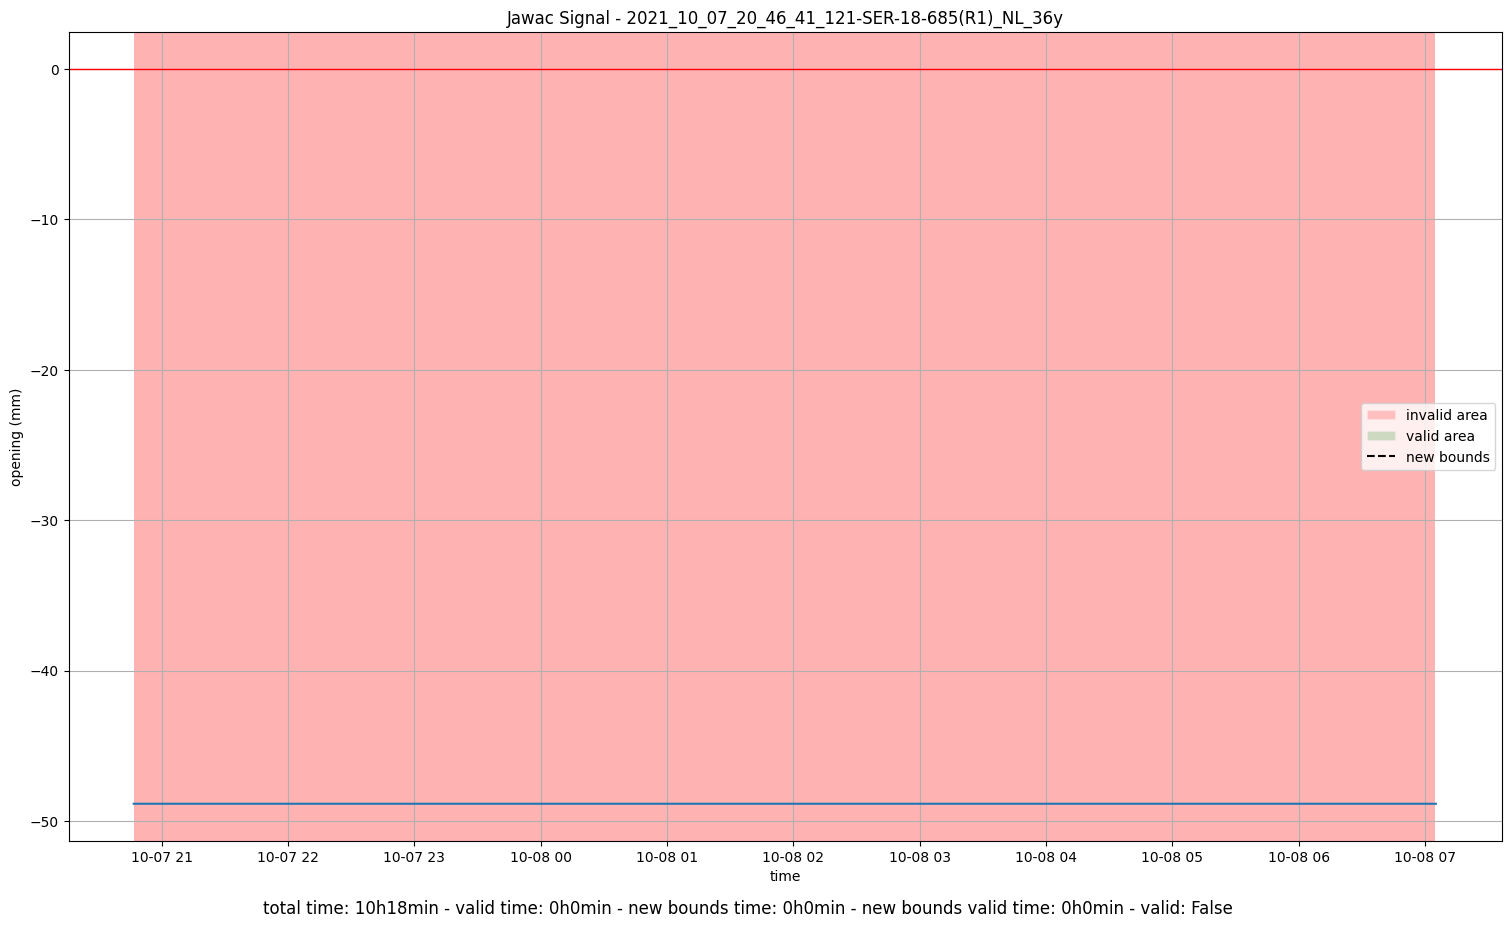 Jawac Signal - 2021_10_07_20_46_41_121-SER-18-685(R1)_NL_36y
opening (mm)
0
−10
−20
−30
−40
−50
invalid area
valid area
new bounds
10-07 21 10-07 22 10-07 23 10-08 00 10-08 01 10-08 02 10-08 03 10-08 04 10-08 05 10-08 06 10-08 07
time
total time: 10h18min - valid time: 0h0min - new bounds time: 0h0min - new bounds valid time: 0h0min - valid: False